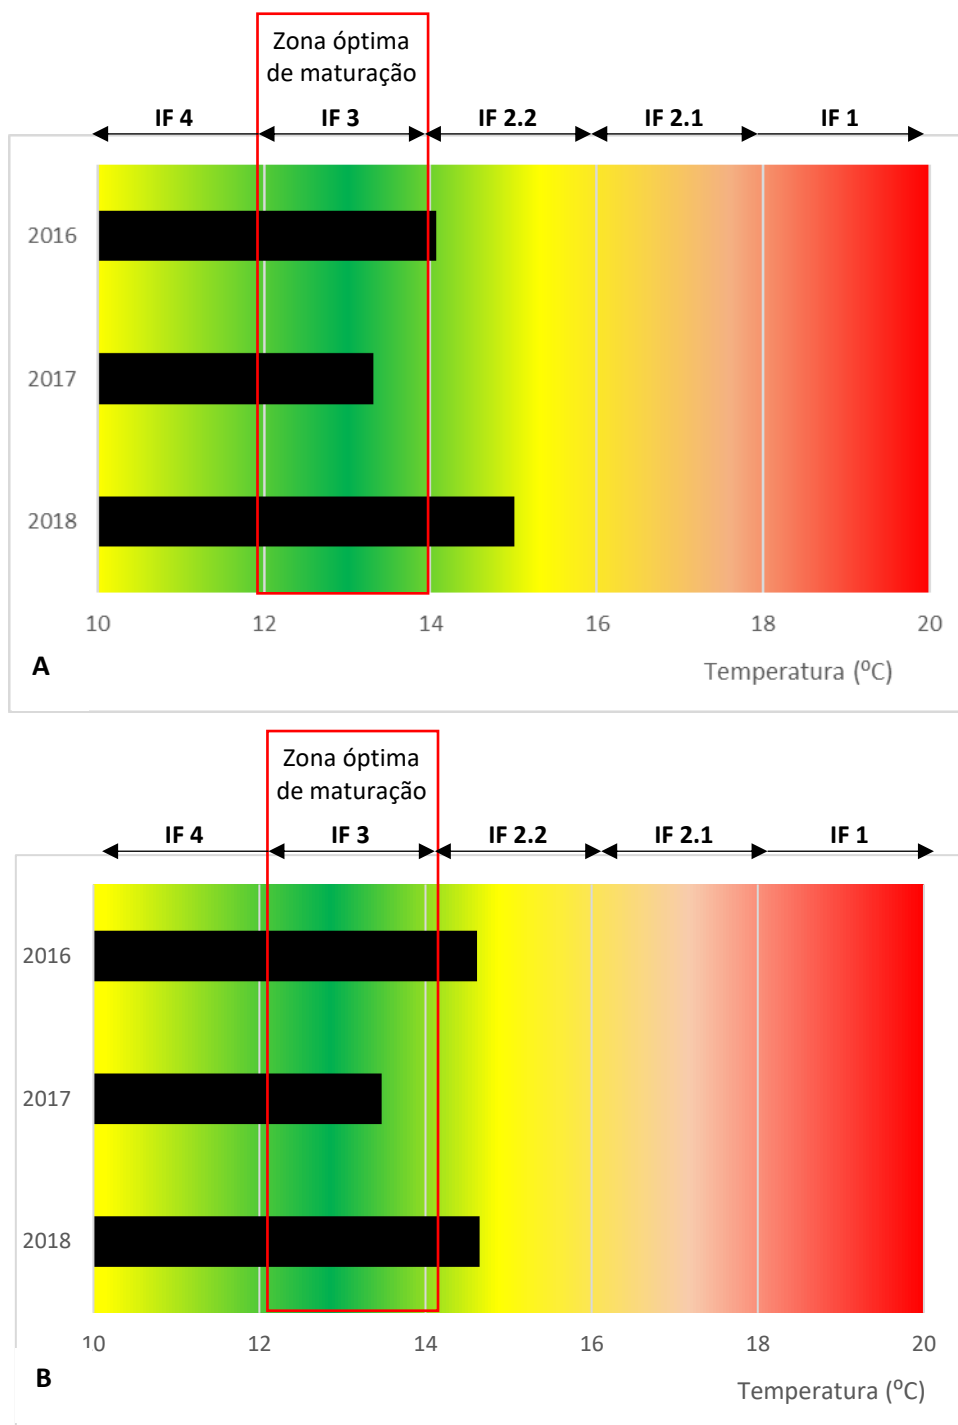 Zona óptima
de maturação
IF 4 IF 3 IF 2.2 IF 2.1 IF 1
2016
2017
2018
10 12 14 16 18 20
A
Temperatura (⁰C)
Zona óptima
de maturação
IF 4 IF 3 IF 2.2 IF 2.1 IF 1
2016
2017
2018
10 12 14 16 18 20
B
Temperatura (⁰C)